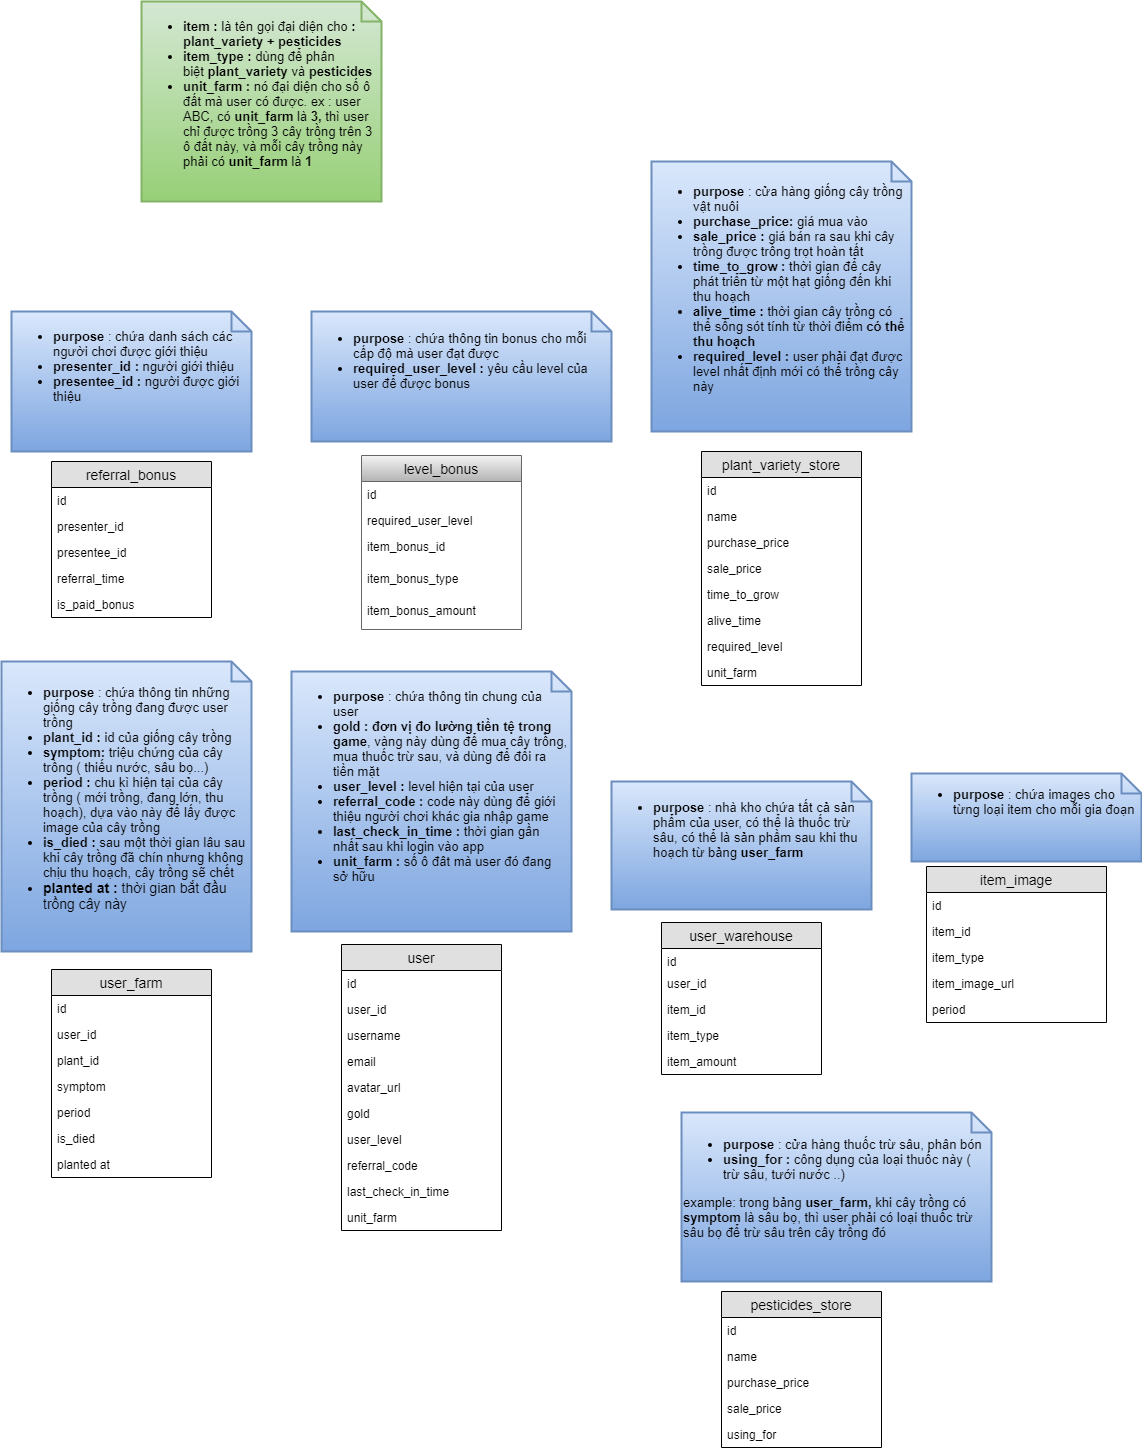 item : là tên gọi đại diện cho :
plant_variety + pesticides
item_type : dùng để phân
biệt plant_variety và pesticides
unit_farm : nó đại diện cho số ô
đất mà user có được. ex : user
ABC, có unit_farm là 3, thì user
chỉ được trồng 3 cây trồng trên 3
ô đất này, và mỗi cây trồng này
phải có unit_farm là 1
purpose : cửa hàng giống cây trồng
vật nuôi
purchase_price: giá mua vào
sale_price : giá bán ra sau khi cây
trồng được trồng trọt hoàn tất
time_to_grow : thời gian để cây
phát triển từ một hạt giống đến khi
thu hoạch
alive_time : thời gian cây trồng có
thể sống sót tính từ thời điểm có thể
thu hoạch
required_level : user phải đạt được
level nhất định mới có thể trồng cây
này
purpose : chứa danh sách các
người chơi được giới thiệu
presenter_id : người giới thiệu
presentee_id : người được giới
thiệu
purpose : chứa thông tin bonus cho mỗi
cấp độ mà user đạt được
required_user_level : yêu cầu level của
user để được bonus
referral_bonus
id
presenter_id
presentee_id
referral_time
is_paid_bonus
level_bonus
id
required_user_level
item_bonus_id
item_bonus_type
item_bonus_amount
plant_variety_store
id
name
purchase_price
sale_price
time_to_grow
alive_time
required_level
unit_farm
purpose : chứa thông tin những
giống cây trồng đang được user
trồng
plant_id : id của giống cây trồng
symptom: triệu chứng của cây
trồng ( thiếu nước, sâu bọ...)
period : chu kì hiện tại của cây
trồng ( mới trồng, đang lớn, thu
hoạch), dựa vào này để lấy được
image của cây trồng
is_died : sau một thời gian lâu sau
khi cây trồng đã chín nhưng không
chịu thu hoạch, cây trồng sẽ chết
planted at : thời gian bắt đầu
trồng cây này
purpose : chứa thông tin chung của
user
gold : đơn vị đo lường tiền tệ trong
game, vàng này dùng để mua cây trồng,
mua thuốc trừ sau, và dùng để đổi ra
tiền mặt
user_level : level hiện tại của user
referral_code : code này dùng để giới
thiệu người chơi khác gia nhập game
last_check_in_time : thời gian gần
nhất sau khi login vào app
unit_farm : số ô đất mà user đó đang
sở hữu
purpose : nhà kho chứa tất cả sản
phẩm của user, có thể là thuốc trừ
sâu, có thể là sản phẩm sau khi thu
hoạch từ bảng user_farm
purpose : chứa images cho
từng loại item cho mỗi gia đoạn
user_farm
id
user_id
plant_id
symptom
period
is_died
planted at
user
id
user_id
username
email
avatar_url
gold
user_level
referral_code
last_check_in_time
unit_farm
user_warehouse
id
user_id
item_id
item_type
item_amount
item_image
id
item_id
item_type
item_image_url
period
purpose : cửa hàng thuốc trừ sâu, phân bón
using_for : công dụng của loại thuốc này (
trừ sâu, tưới nước ..)
example: trong bảng user_farm, khi cây trồng có
symptom là sâu bọ, thì user phải có loại thuốc trừ
sâu bọ để trừ sâu trên cây trồng đó
pesticides_store
id
name
purchase_price
sale_price
using_for